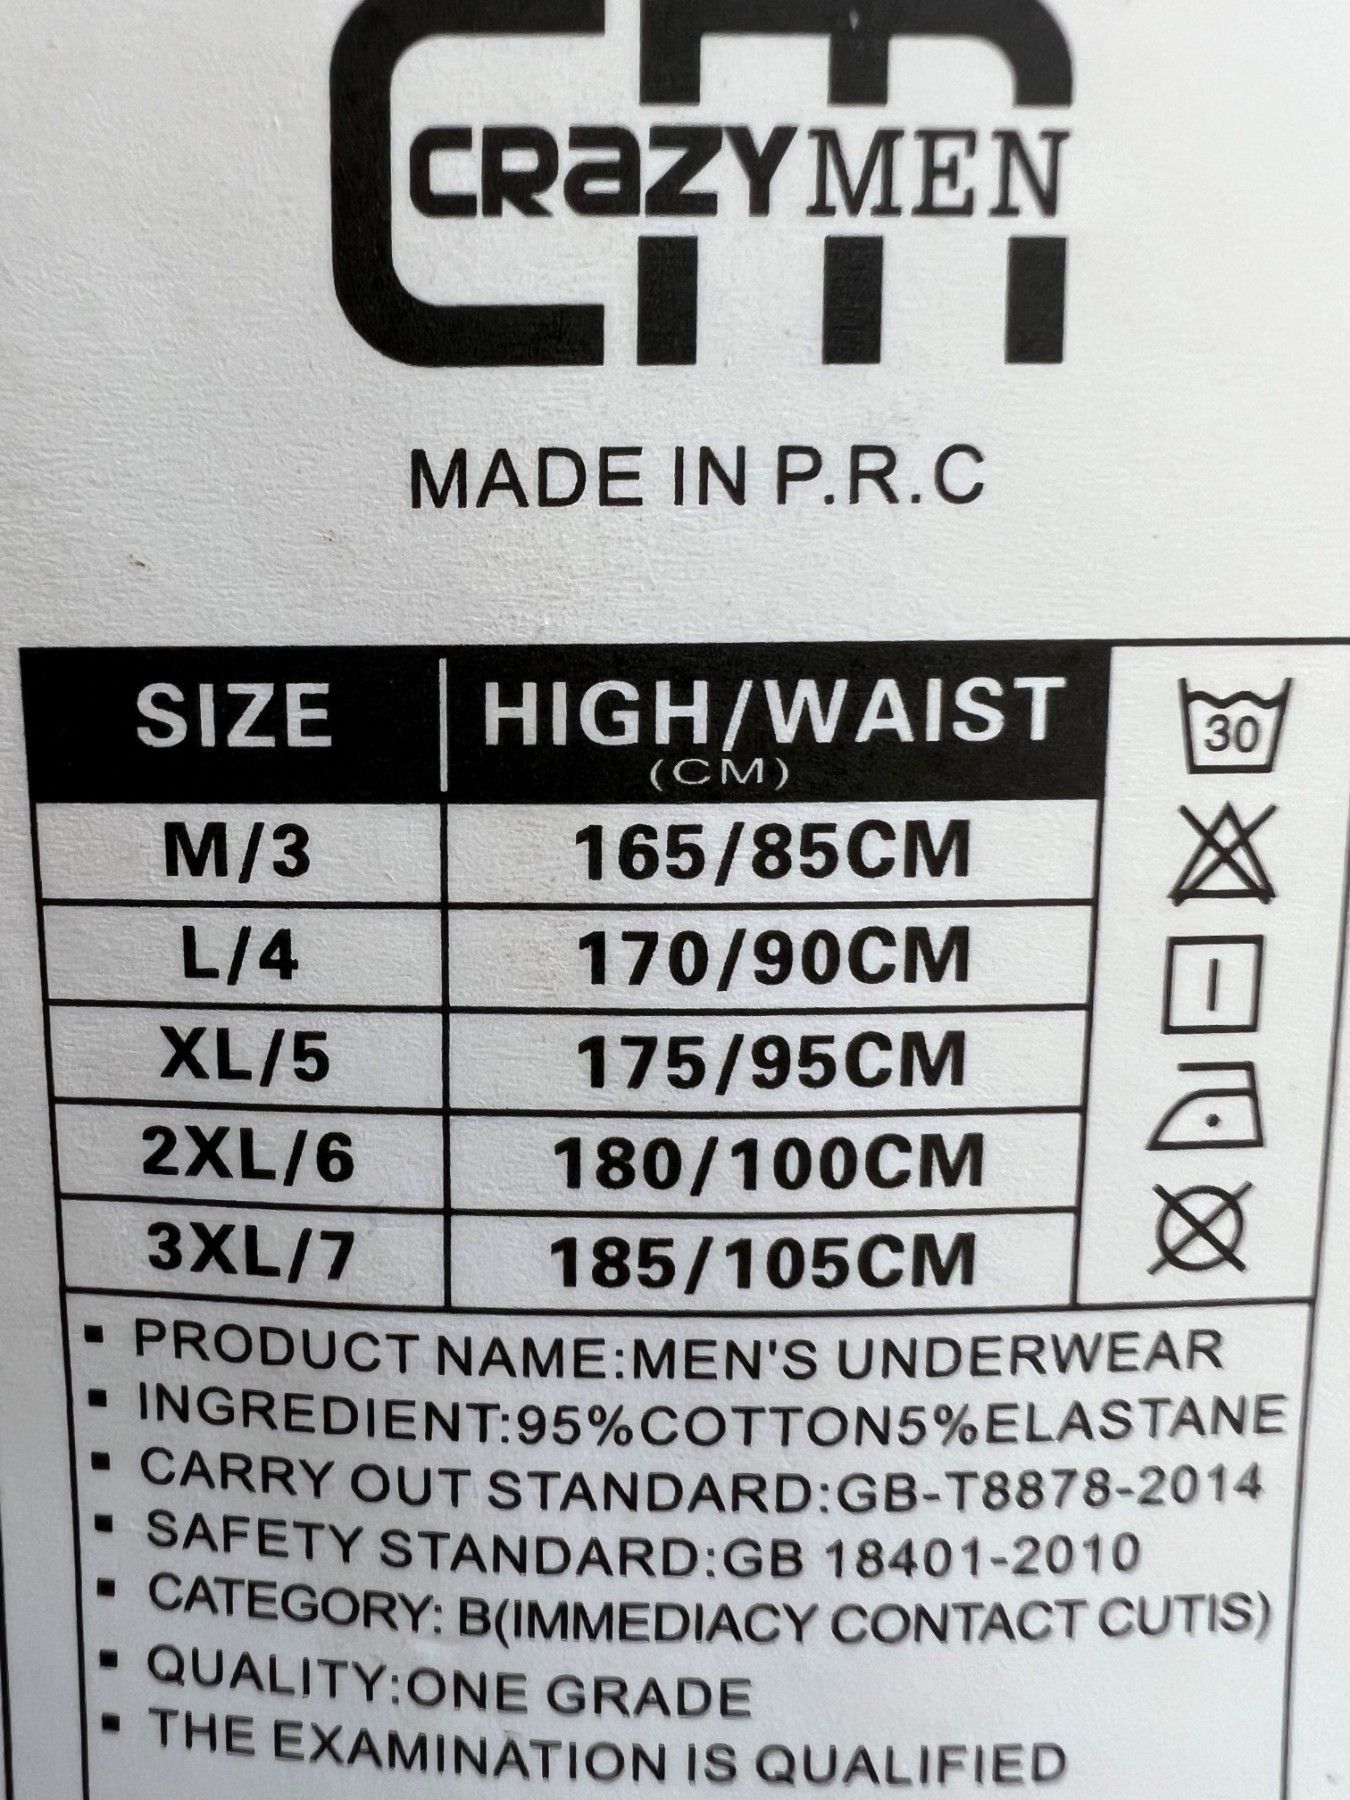 CRAZYMEN
MADE IN P.R.C
SIZE HIGH/WAIST
(CM)
30
M/3 165/85CM
L/4 170/90CM
XL/5 175/95CM
2XL/6 180/100CM
3XL/7 185/105CM
▪ PRODUCT NAME:MEN'S UNDERWEAR
▪ INGREDIENT:95%COTTON5%ELASTANE
▪ CARRY OUT STANDARD:GB-T8878-2014
▪ SAFETY STANDARD:GB 18401-2010
▪ CATEGORY: B(IMMEDIACY CONTACT CUTIS)
▪ QUALITY:ONE GRADE
▪ THE EXAMINATION IS QUALIFIED